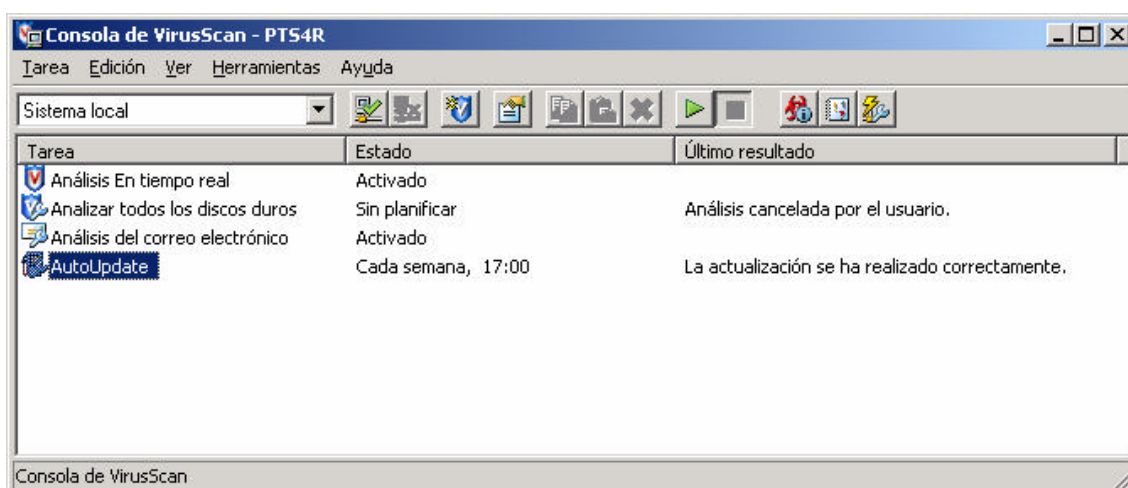 Consola de VirusScan - PTS4R
Tarea Edición Ver Herramientas Ayuda
Sistema local
Tarea Estado Último resultado
Análisis En tiempo real Activado
Analizar todos los discos duros Sin planificar Análisis cancelada por el usuario.
Análisis del correo electrónico Activado
AutoUpdate Cada semana, 17:00 La actualización se ha realizado correctamente.
Consola de VirusScan